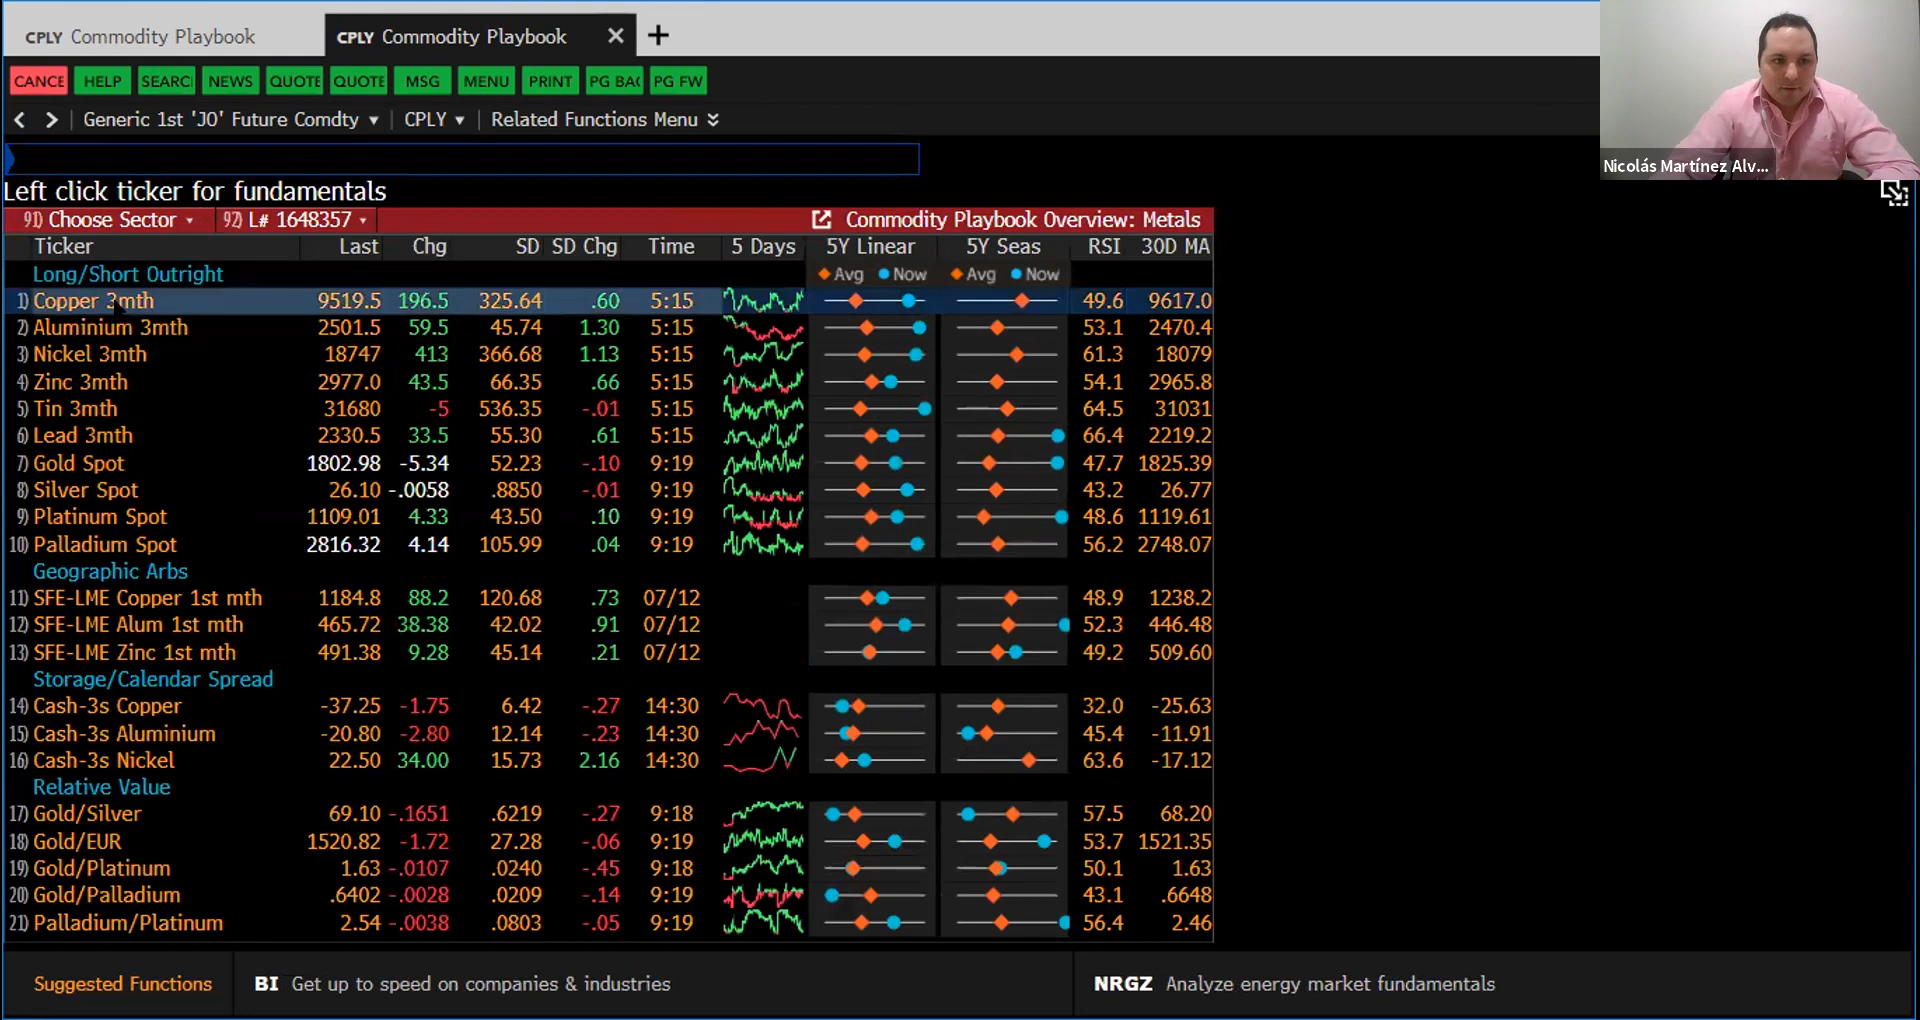 CPLY Commodity Playbook CPLY Commodity Playbook
CANCE HELP SEARC NEWS QUOTE QUOTE MSG MENU PRINT PG BA PG FW
Generic 1st 'JO' Future Comdty CPLY Related Functions Menu
Nicolás Martínez Alv...
Left click ticker for fundamentals
91) Choose Sector 92) L# 1648357 Commodity Playbook Overview: Metals
Ticker Last Chg SD SD Chg Time 5 Days 5Y Linear 5Y Seas RSI 30D MA
Long/Short Outright Avg Now Avg Now
1) Copper 3mth 9519.5 196.5 325.64 .60 5:15 49.6 9617.0
2) Aluminium 3mth 2501.5 59.5 45.74 1.30 5:15 53.1 2470.4
3) Nickel 3mth 18747 413 366.68 1.13 5:15 61.3 18079
4) Zinc 3mth 2977.0 43.5 66.35 .66 5:15 54.1 2965.8
5) Tin 3mth 31680 -5 536.35 -.01 5:15 64.5 31031
6) Lead 3mth 2330.5 33.5 55.30 .61 5:15 66.4 2219.2
7) Gold Spot 1802.98 -5.34 52.23 -.10 9:19 47.7 1825.39
8) Silver Spot 26.10 -.0058 .8850 -.01 9:19 43.2 26.77
9) Platinum Spot 1109.01 4.33 43.50 .10 9:19 48.6 1119.61
10) Palladium Spot 2816.32 4.14 105.99 .04 9:19 56.2 2748.07
Geographic Arbs
11) SFE-LME Copper 1st mth 1184.8 88.2 120.68 .73 07/12 48.9 1238.2
12) SFE-LME Alum 1st mth 465.72 38.38 42.02 .91 07/12 52.3 446.48
13) SFE-LME Zinc 1st mth 491.38 9.28 45.14 .21 07/12 49.2 509.60
Storage/Calendar Spread
14) Cash-3s Copper -37.25 -1.75 6.42 -.27 14:30 32.0 -25.63
15) Cash-3s Aluminium -20.80 -2.80 12.14 -.23 14:30 45.4 -11.91
16) Cash-3s Nickel 22.50 34.00 15.73 2.16 14:30 63.6 -17.12
Relative Value
17) Gold/Silver 69.10 -.1651 .6219 -.27 9:18 57.5 68.20
18) Gold/EUR 1520.82 -1.72 27.28 -.06 9:19 53.7 1521.35
19) Gold/Platinum 1.63 -.0107 .0240 -.45 9:18 50.1 1.63
20) Gold/Palladium .6402 -.0028 .0209 -.14 9:19 43.1 .6648
21) Palladium/Platinum 2.54 -.0038 .0803 -.05 9:19 56.4 2.46
Suggested Functions BI Get up to speed on companies & industries NRGZ Analyze energy market fundamentals